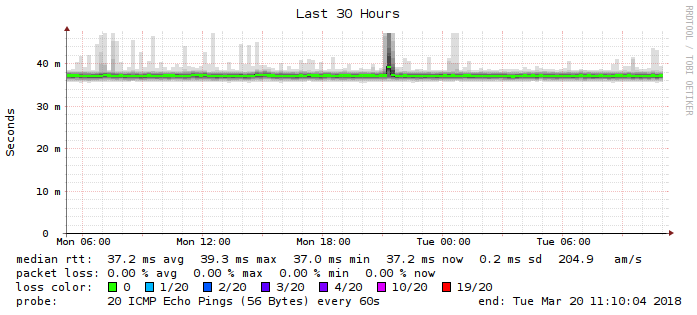 Last 30 Hours
RRDTOOL / TOBI OETIKER
Seconds
40 m
30 m
20 m
10 m
0
Mon 06:00 Mon 12:00 Mon 18:00 Tue 00:00 Tue 06:00
median rtt: 37.2 ms avg 39.3 ms max 37.0 ms min 37.2 ms now 0.2 ms sd 204.9 am/s
packet loss: 0.00 % avg 0.00 % max 0.00 % min 0.00 % now
loss color: 0 1/20 2/20 3/20 4/20 10/20 19/20
probe: 20 ICMP Echo Pings (56 Bytes) every 60s end: Tue Mar 20 11:10:04 2018